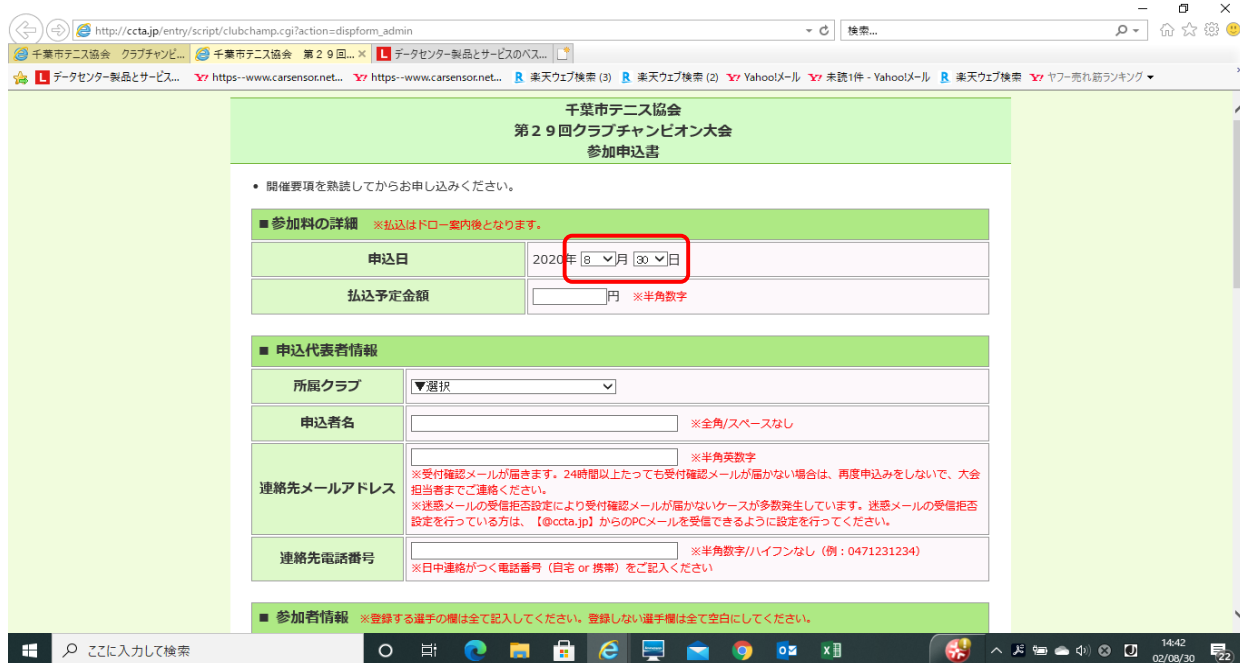 http://ccta.jp/entry/script/clubchamp.cgi?action=dispform_admin
検索...
千葉市テニス協会 クラブチャンピ...
千葉市テニス協会 第２９回...
データセンター製品とサービスのベス...
データセンター製品とサービス...
https--www.carsensor.net...
https--www.carsensor.net...
楽天ウェブ検索 (3)
楽天ウェブ検索 (2)
Yahoo!メール
未読1件 - Yahoo!メール
楽天ウェブ検索
ヤフー売れ筋ランキング
千葉市テニス協会
第２９回クラブチャンピオン大会
参加申込書
• 開催要項を熟読してからお申し込みください。
■参加料の詳細 ※払込はドロー案内後となります。
申込日 2020年 8 月 30 日
払込予定金額 円 ※半角数字
■ 申込代表者情報
所属クラブ ▼選択
申込者名 ※全角/スペースなし
連絡先メールアドレス ※半角英数字
※受付確認メールが届きます。24時間以上たっても受付確認メールが届かない場合は、再度申込みをしないで、大会
担当者までご連絡ください。
※迷惑メールの受信拒否設定により受付確認メールが届かないケースが多数発生しています。迷惑メールの受信拒否
設定を行っている方は、【@ccta.jp】からのPCメールを受信できるように設定を行ってください。
連絡先電話番号 ※半角数字/ハイフンなし（例：0471231234）
※日中連絡がつく電話番号（自宅 or 携帯）をご記入ください
■ 参加者情報 ※登録する選手の欄は全て記入してください。登録しない選手欄は全て空白にしてください。
ここに入力して検索
14:42
02/08/30
22